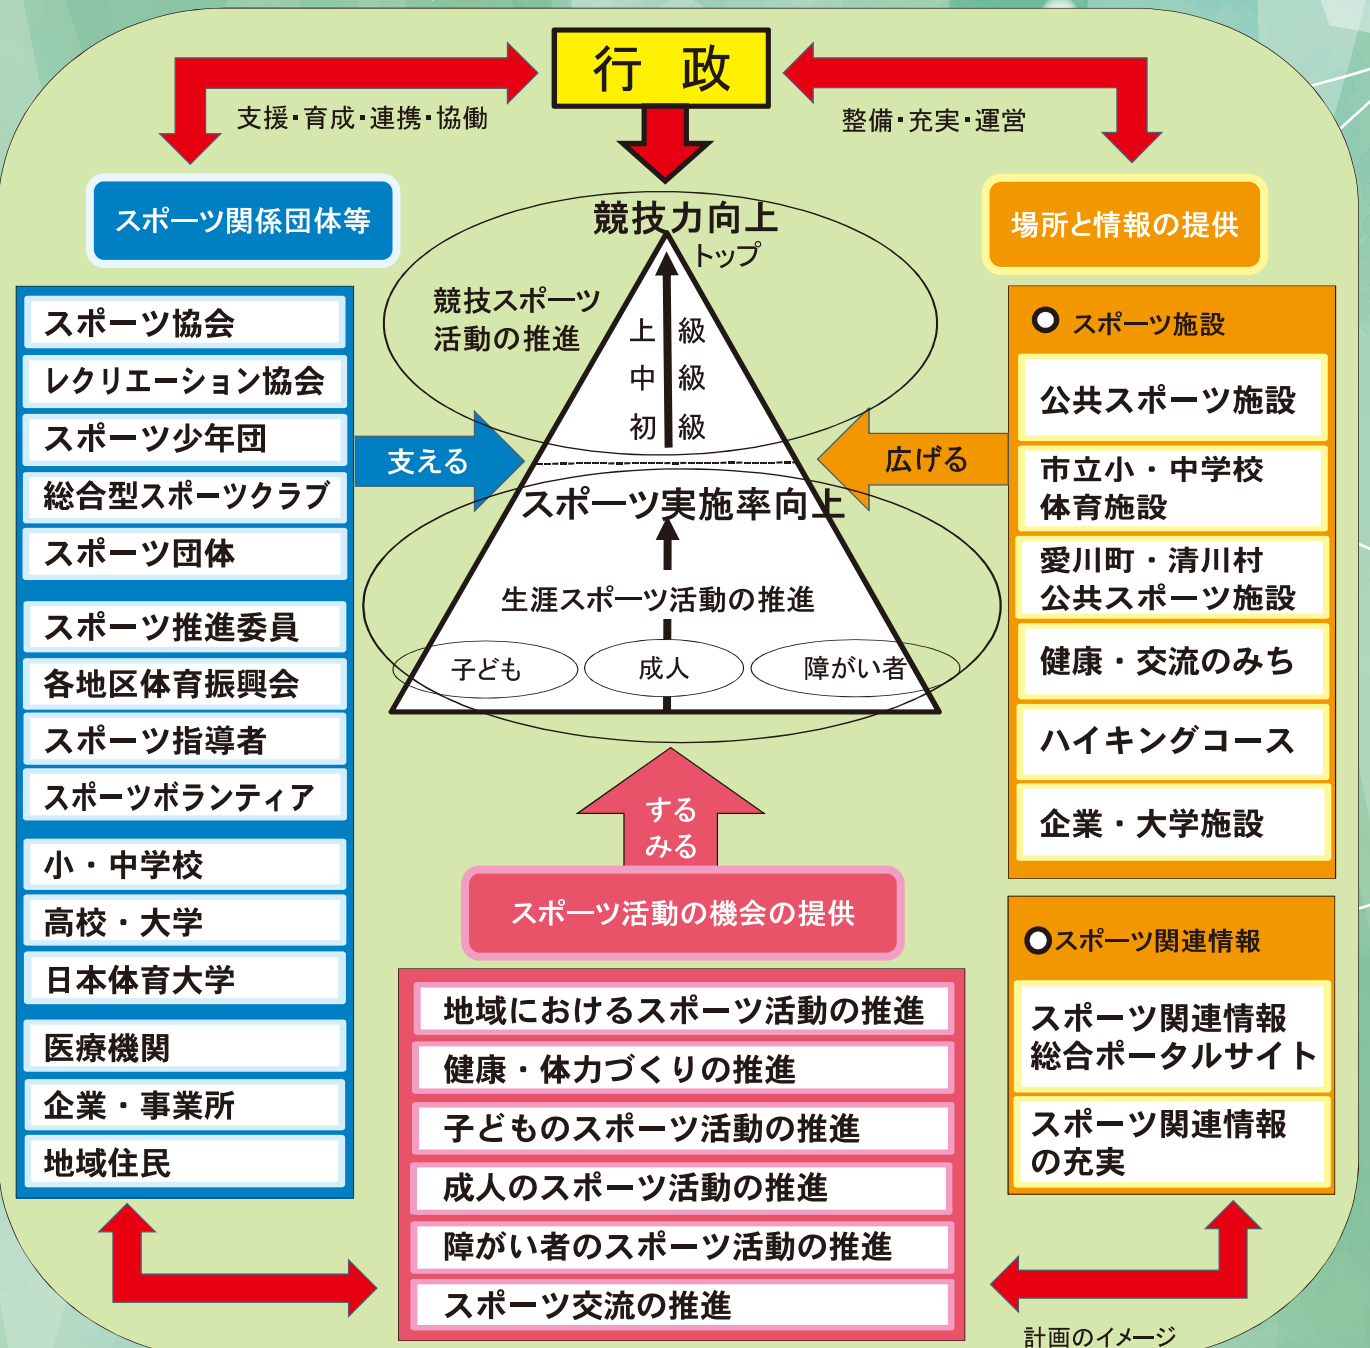 行 政
支援・育成・連携・協働
整備・充実・運営
スポーツ関係団体等
スポーツ協会
レクリエーション協会
スポーツ少年団
総合型スポーツクラブ
スポーツ団体
スポーツ推進委員
各地区体育振興会
スポーツ指導者
スポーツボランティア
小・中学校
高校・大学
日本体育大学
医療機関
企業・事業所
地域住民
競技力向上
トップ
競技スポーツ
活動の推進
上 級
中 級
初 級
支える
広げる
スポーツ実施率向上
生涯スポーツ活動の推進
子ども
成人
障がい者
する
みる
スポーツ活動の機会の提供
地域におけるスポーツ活動の推進
健康・体力づくりの推進
子どものスポーツ活動の推進
成人のスポーツ活動の推進
障がい者のスポーツ活動の推進
スポーツ交流の推進
場所と情報の提供
スポーツ施設
公共スポーツ施設
市立小・中学校
体育施設
愛川町・清川村
公共スポーツ施設
健康・交流のみち
ハイキングコース
企業・大学施設
スポーツ関連情報
スポーツ関連情報
総合ポータルサイト
スポーツ関連情報
の充実
計画のイメージ